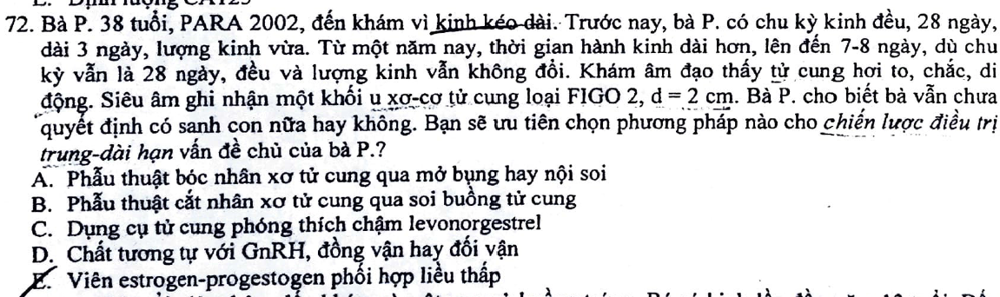 72. Bà P. 38 tuổi, PARA 2002, đến khám vì kinh kéo dài. Trước nay, bà P. có chu kỳ kinh đều, 28 ngày,
dài 3 ngày, lượng kinh vừa. Từ một năm nay, thời gian hành kinh dài hơn, lên đến 7-8 ngày, dù chu
kỳ vẫn là 28 ngày, đều và lượng kinh vẫn không đổi. Khám âm đạo thấy tử cung hơi to, chắc, di
động. Siêu âm ghi nhận một khối u xơ-cơ tử cung loại FIGO 2, d = 2 cm. Bà P. cho biết bà vẫn chưa
quyết định có sanh con nữa hay không. Bạn sẽ ưu tiên chọn phương pháp nào cho chiến lược điều trị
trung-dài hạn vấn đề chủ của bà P.?
A. Phẫu thuật bóc nhân xơ tử cung qua mở bụng hay nội soi
B. Phẫu thuật cắt nhân xơ tử cung qua soi buồng tử cung
C. Dụng cụ tử cung phóng thích chậm levonorgestrel
D. Chất tương tự với GnRH, đồng vận hay đối vận
E. Viên estrogen-progestogen phối hợp liều thấp